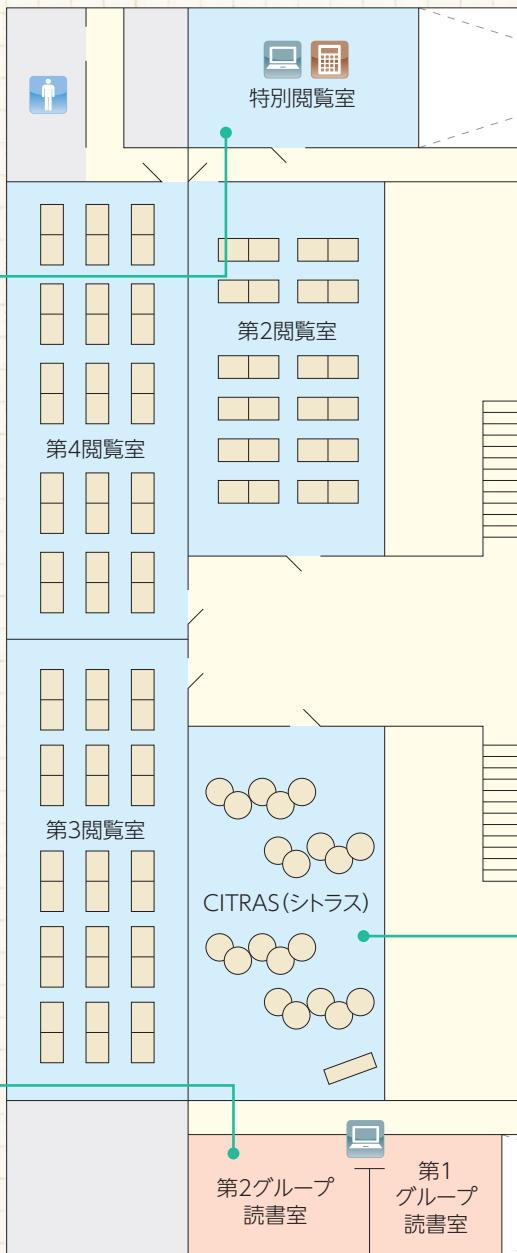 特別閲覧室
第2閲覧室
第4閲覧室
第3閲覧室
CITRAS(シトラス)
第2グループ
読書室
第1
グループ
読書室